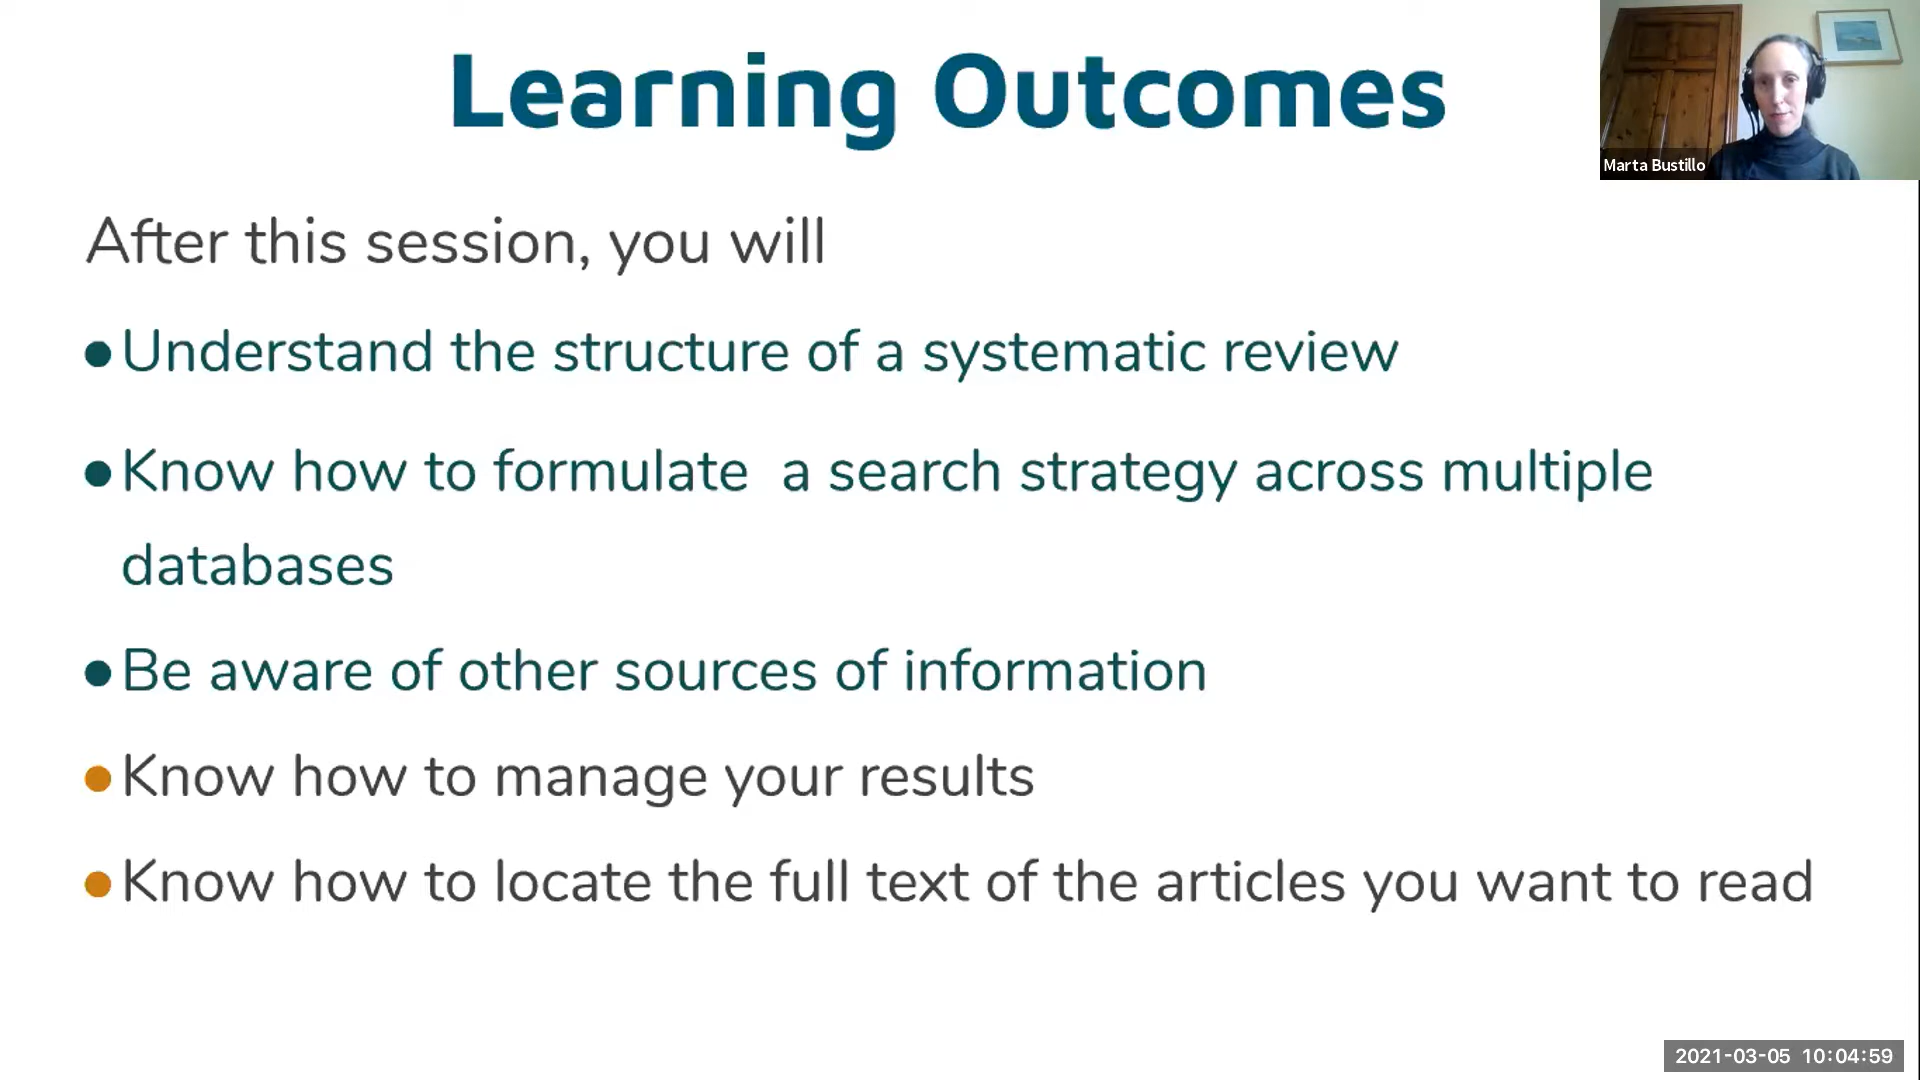 Learning Outcomes
Marta Bustillo
After this session, you will
•Understand the structure of a systematic review
•Know how to formulate  a search strategy across multiple
databases
•Be aware of other sources of information
•Know how to manage your results
•Know how to locate the full text of the articles you want to read
2021-03-05 10:04:59